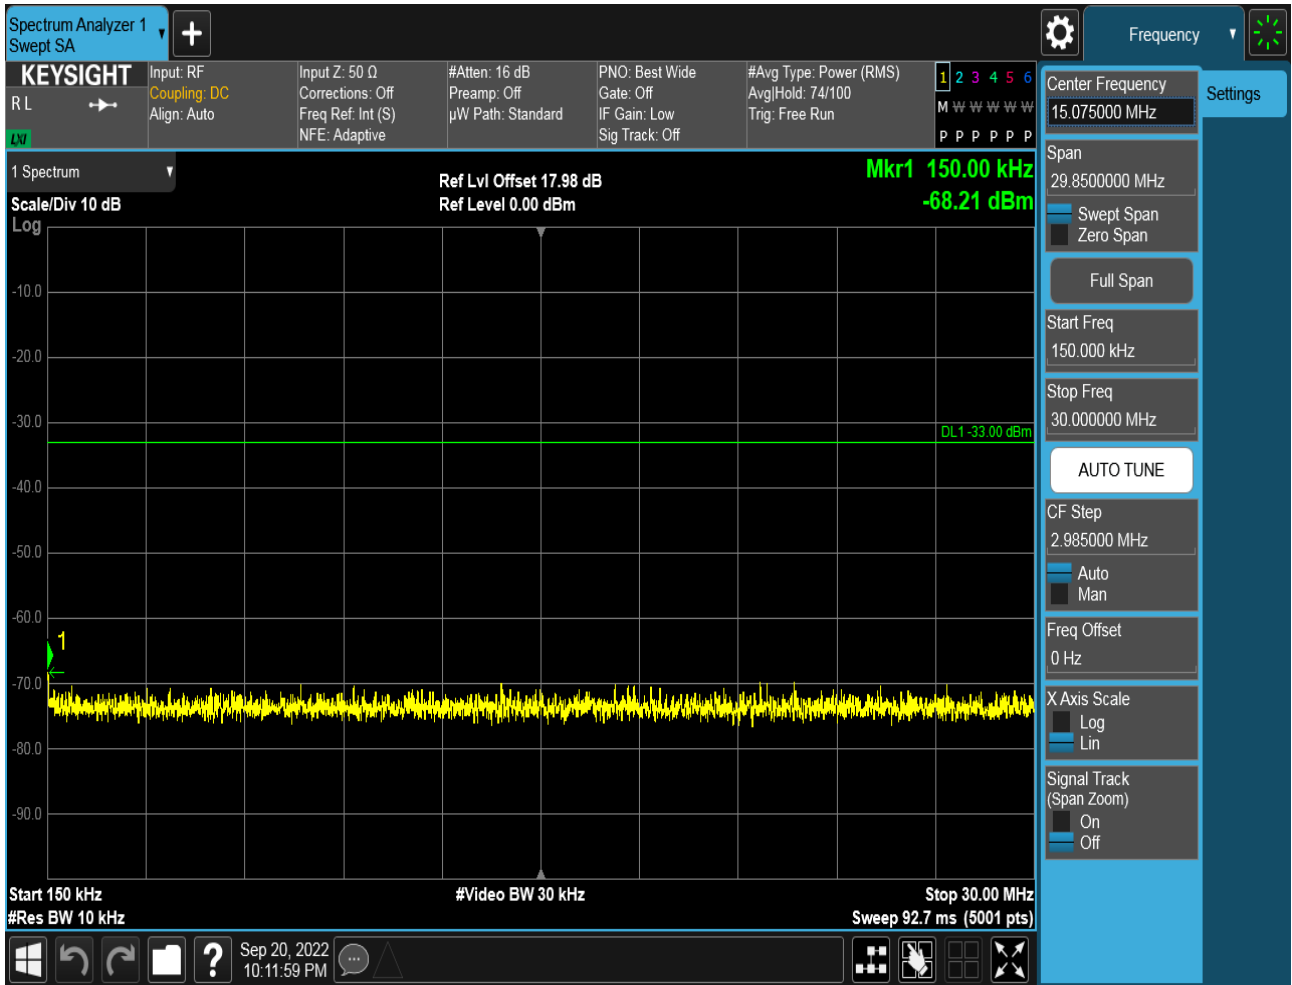 Spectrum Analyzer 1
Swept SA
Frequency
KEYSIGHT
R L
LXI
Input: RF
Coupling: DC
Align: Auto
Input Z: 50 Ω
Corrections: Off
Freq Ref: Int (S)
NFE: Adaptive
#Atten: 16 dB
Preamp: Off
µW Path: Standard
PNO: Best Wide
Gate: Off
IF Gain: Low
Sig Track: Off
#Avg Type: Power (RMS)
Avg|Hold: 74/100
Trig: Free Run
1 2 3 4 5 6
M W W W W W
P P P P P P
1 Spectrum
Scale/Div 10 dB
Log
Ref Lvl Offset 17.98 dB
Ref Level 0.00 dBm
Mkr1 150.00 kHz
-68.21 dBm
-10.0
-20.0
-30.0
DL1 -33.00 dBm
-40.0
-50.0
-60.0
1
-70.0
-80.0
-90.0
Start 150 kHz
#Res BW 10 kHz
#Video BW 30 kHz
Stop 30.00 MHz
Sweep 92.7 ms (5001 pts)
Center Frequency
15.075000 MHz
Settings
Span
29.8500000 MHz
Swept Span
Zero Span
Full Span
Start Freq
150.000 kHz
Stop Freq
30.000000 MHz
AUTO TUNE
CF Step
2.985000 MHz
Auto
Man
Freq Offset
0 Hz
X Axis Scale
Log
Lin
Signal Track
(Span Zoom)
On
Off
?
Sep 20, 2022
10:11:59 PM